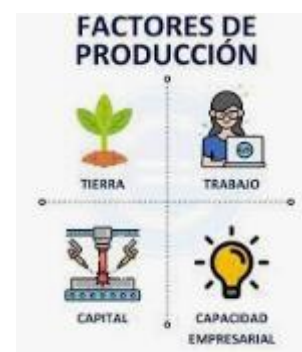 FACTORES DE
PRODUCCIÓN
TIERRA
TRABAJO
CAPITAL
CAPACIDAD
EMPRESARIAL